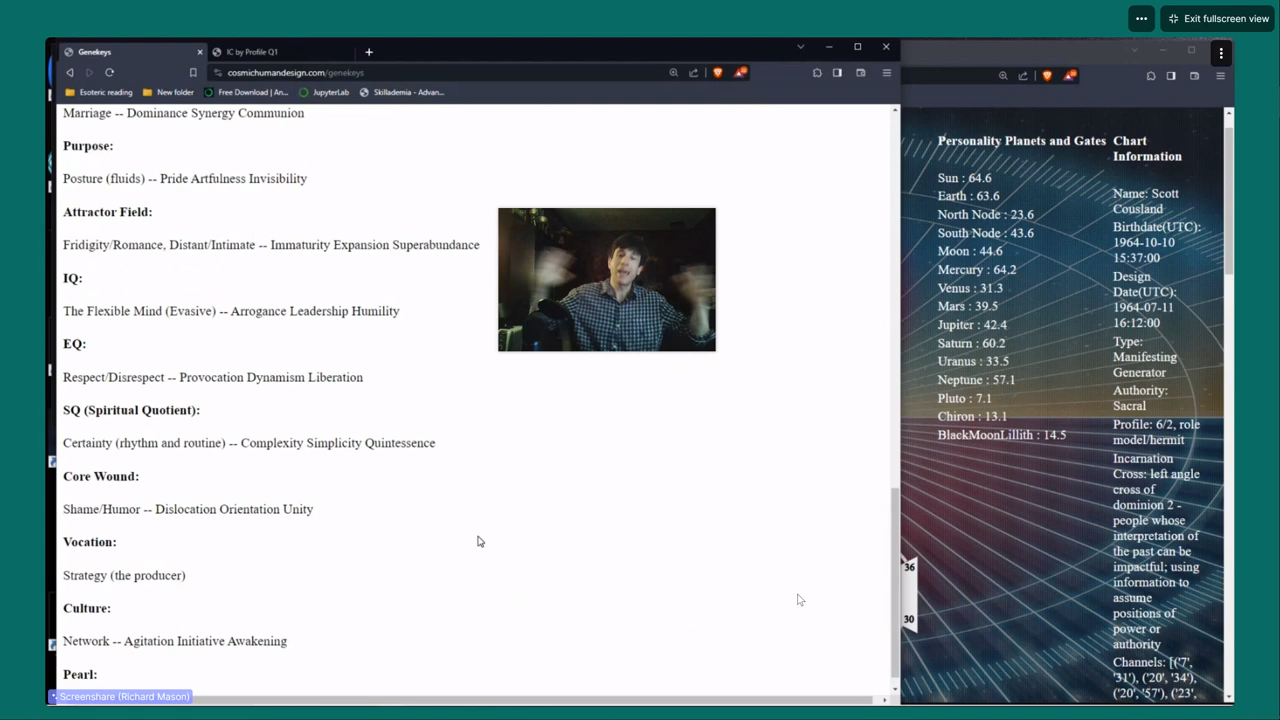 Exit fullscreen view
Genekeys
IC by Profile Q1
cosmichumandesign.com/genekeys
Esoteric reading
New folder
Free Download | An...
JupyterLab
Skillademia - Advan...
Marriage -- Dominance Synergy Communion
Purpose:
Posture (fluids) -- Pride Artfulness Invisibility
Attractor Field:
Fridigity/Romance, Distant/Intimate -- Immaturity Expansion Superabundance
IQ:
The Flexible Mind (Evasive) -- Arrogance Leadership Humility
EQ:
Respect/Disrespect -- Provocation Dynamism Liberation
SQ (Spiritual Quotient):
Certainty (rhythm and routine) -- Complexity Simplicity Quintessence
Core Wound:
Shame/Humor -- Dislocation Orientation Unity
Vocation:
Strategy (the producer)
Culture:
Network -- Agitation Initiative Awakening
Pearl:
Screenshare (Richard Mason)
36
30
Personality Planets and Gates
Sun : 64.6
Earth : 63.6
North Node : 23.6
South Node : 43.6
Moon : 44.6
Mercury : 64.2
Venus : 31.3
Mars : 39.5
Jupiter : 42.4
Saturn : 60.2
Uranus : 33.5
Neptune : 57.1
Pluto : 7.1
Chiron : 13.1
BlackMoonLillith : 14.5
Chart
Information
Name: Scott
Cousland
Birthdate(UTC):
1964-10-10
15:37:00
Design
Date(UTC):
1964-07-11
16:12:00
Type:
Manifesting
Generator
Authority:
Sacral
Profile: 6/2, role
model/hermit
Incarnation
Cross: left angle
cross of
dominion 2 -
people whose
interpretation of
the past can be
impactful; using
information to
assume
positions of
power or
authority
Channels: [('7',
'31'), ('20', '34'),
('20', '57'), ('23',